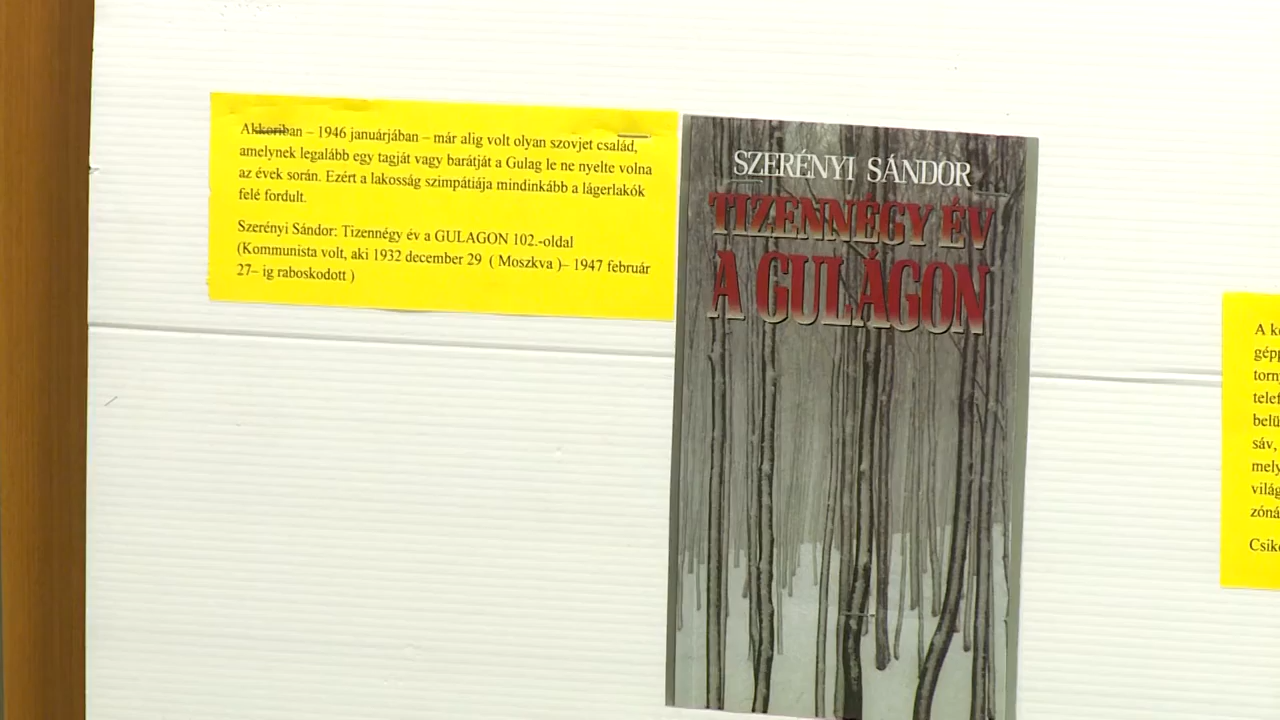 Akkoriban – 1946 januárjában – már alig volt olyan szovjet család,
amelynek legalább egy tagját vagy barátját a Gulag le ne nyelte volna
az évek során. Ezért a lakosság szimpátiája mindinkább a lágerlakók
felé fordult.
Szerényi Sándor: Tizennégy év a GULAGON 102.-oldal
(Kommunista volt, aki 1932 december 29 ( Moszkva )– 1947 február
27– ig raboskodott )
SZERÉNYI SÁNDOR
TIZENNÉGY ÉV
A GULÁGON
A
gép
torn
telef
belü
sáv,
mely
világ
zóná
Csik